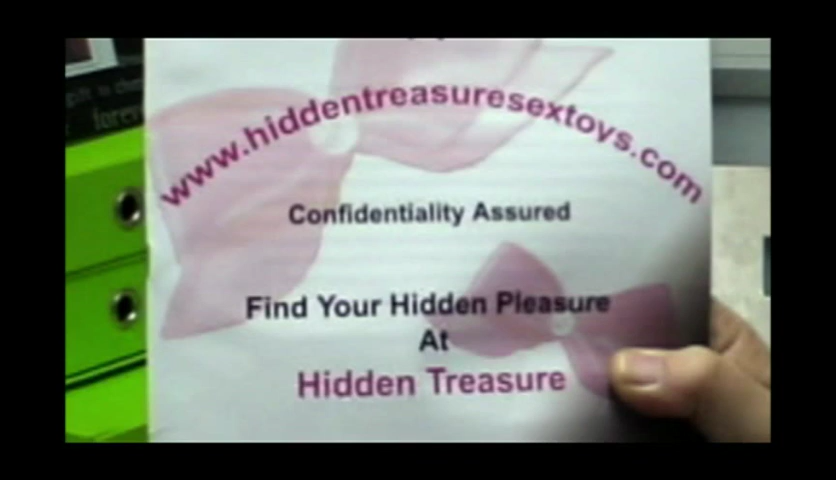 www.hiddentreasuresextoys.com
Confidentiality Assured
Find Your Hidden Pleasure
At
Hidden Treasure